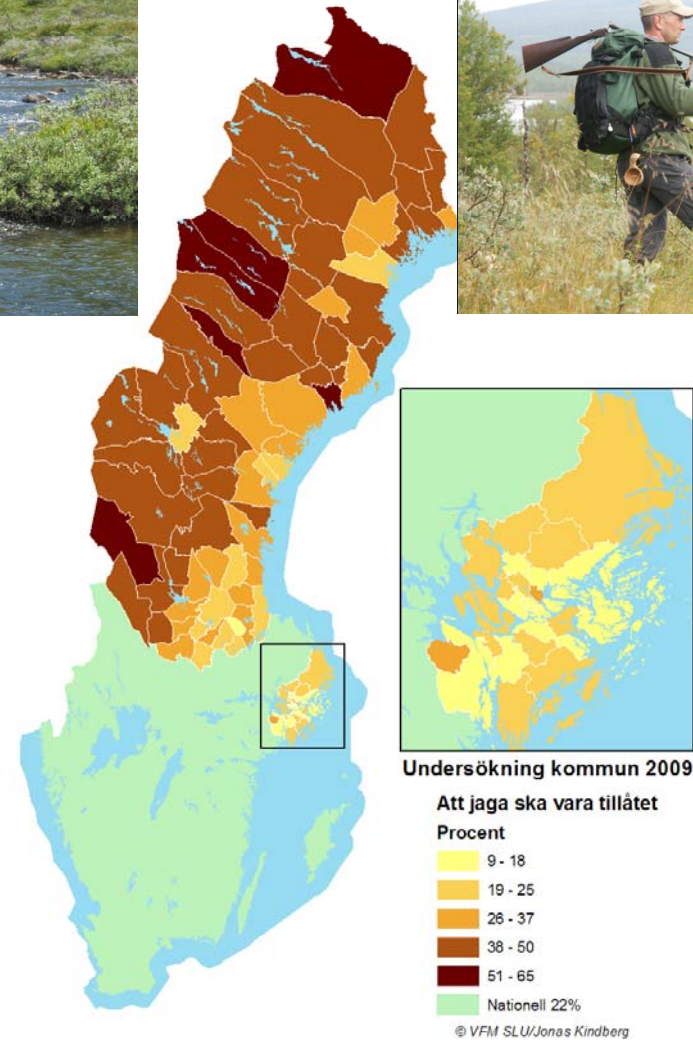 Undersökning kommun 2009
Att jaga ska vara tillåtet
Procent
9 - 18
19 - 25
26 - 37
38 - 50
51 - 65
Nationell 22%
© VFM SLU/Jonas Kindberg